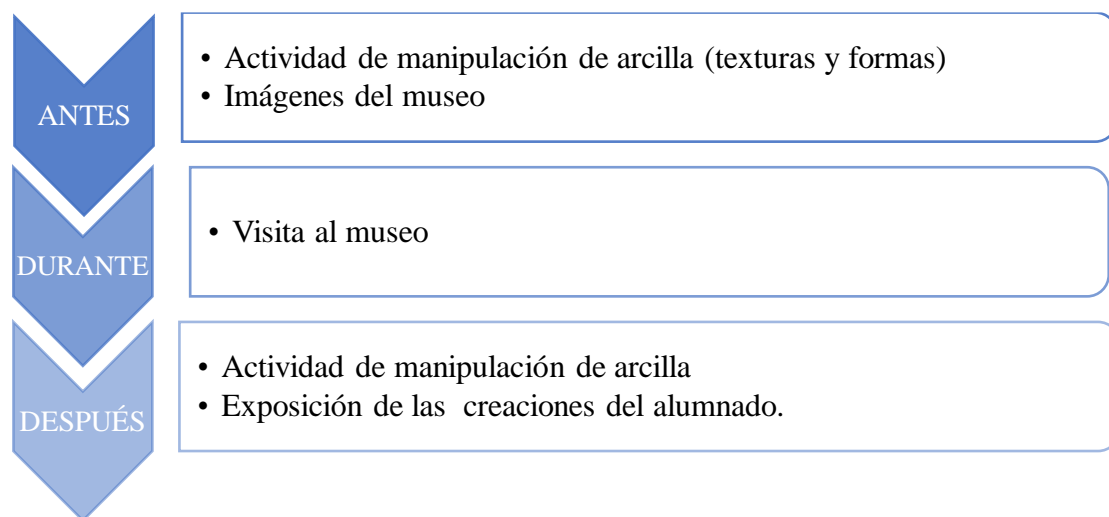 ANTES
• Actividad de manipulación de arcilla (texturas y formas)
• Imágenes del museo
DURANTE
• Visita al museo
DESPUÉS
• Actividad de manipulación de arcilla
• Exposición de las creaciones del alumnado.